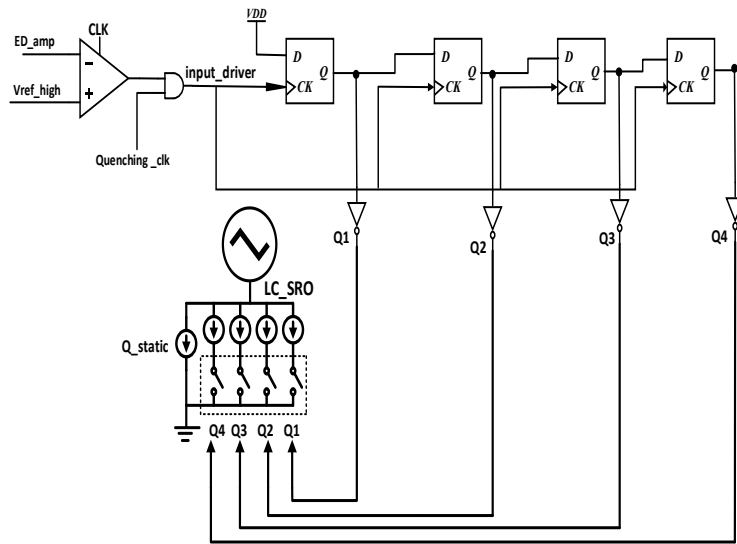 VDD
CLK
ED_amp
D
D
D
D
input_driver
Q
Q
Q
Q
Vref_high
CK
CK
CK
CK
Quenching _clk
Q1
Q2
Q3
Q4
LC_SRO
Q_static
Q4 Q3 Q2 Q1